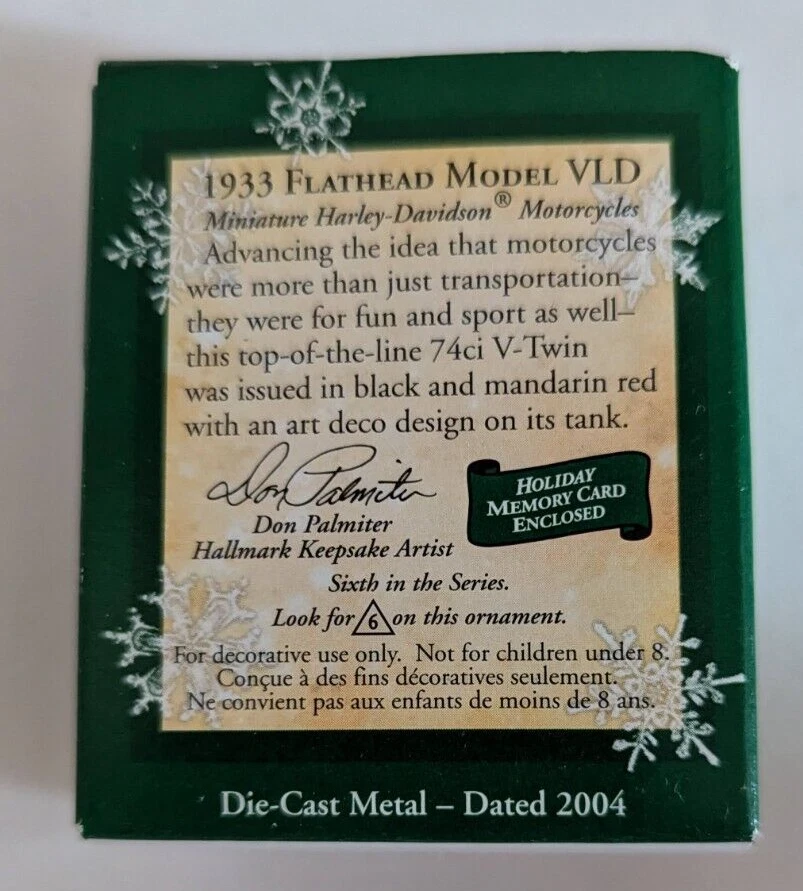 1933 FLATHEAD MODEL VLD
Miniature Harley-Davidson® Motorcycles
Advancing the idea that motorcycles
were more than just transportation–
they were for fun and sport as well–
this top-of-the-line 74ci V-Twin
was issued in black and mandarin red
with an art deco design on its tank.
Don Palmiter
HOLIDAY
MEMORY CARD
ENCLOSED
Don Palmiter
Hallmark Keepsake Artist
Sixth in the Series.
Look for 6 on this ornament.
For decorative use only. Not for children under 8.
Conçue à des fins décoratives seulement.
Ne convient pas aux enfants de moins de 8 ans.
Die-Cast Metal – Dated 2004